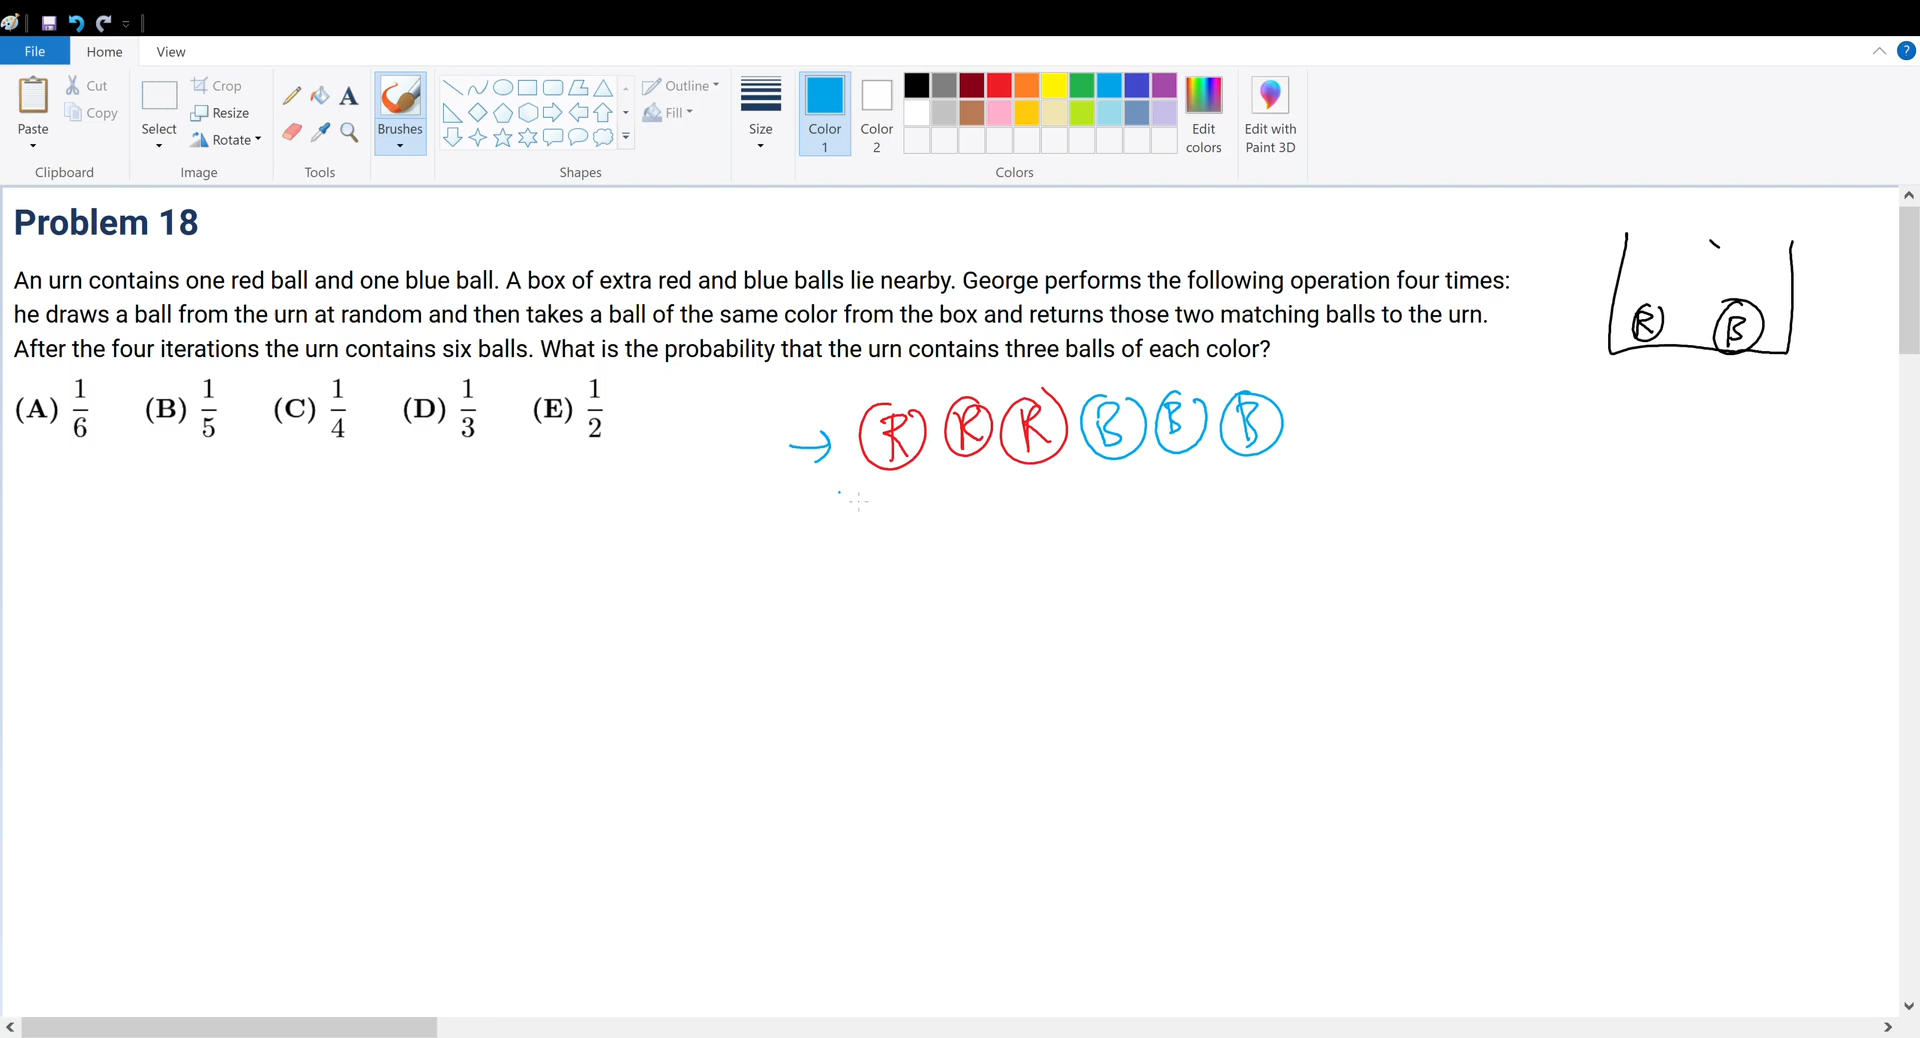 File Home View
Paste Cut Copy Clipboard
Select Crop Resize Rotate Image
A Tools
Brushes
Shapes Outline Fill
Size
Color 1 Color 2 Edit colors Colors
Edit with Paint 3D
?
Problem 18
An urn contains one red ball and one blue ball. A box of extra red and blue balls lie nearby. George performs the following operation four times:
he draws a ball from the urn at random and then takes a ball of the same color from the box and returns those two matching balls to the urn.
After the four iterations the urn contains six balls. What is the probability that the urn contains three balls of each color?
(A) 1/6 (B) 1/5 (C) 1/4 (D) 1/3 (E) 1/2
R B
→ R R R B B B